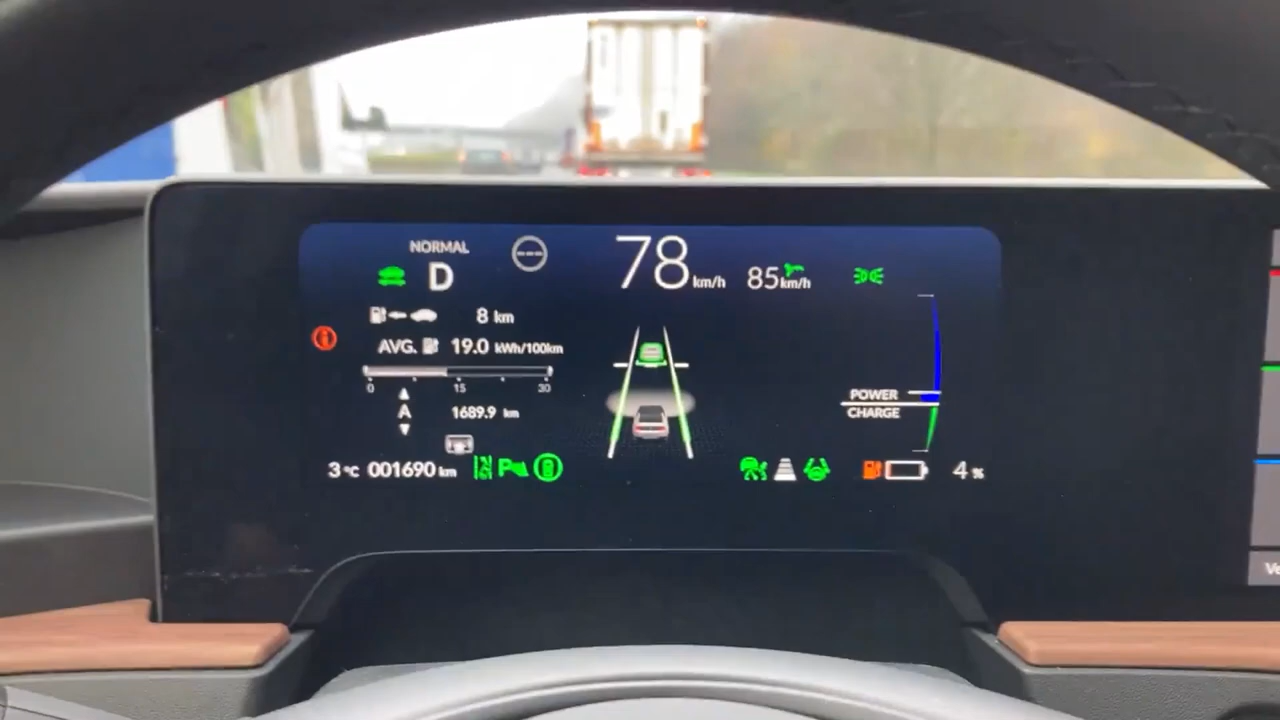 NORMAL
D
78 km/h
85 km/h
8 km
AVG. 19.0 kWh/100km
0 15 30
A 1689.9 km
POWER
CHARGE
3 °C 001690 km
4 %
Ve